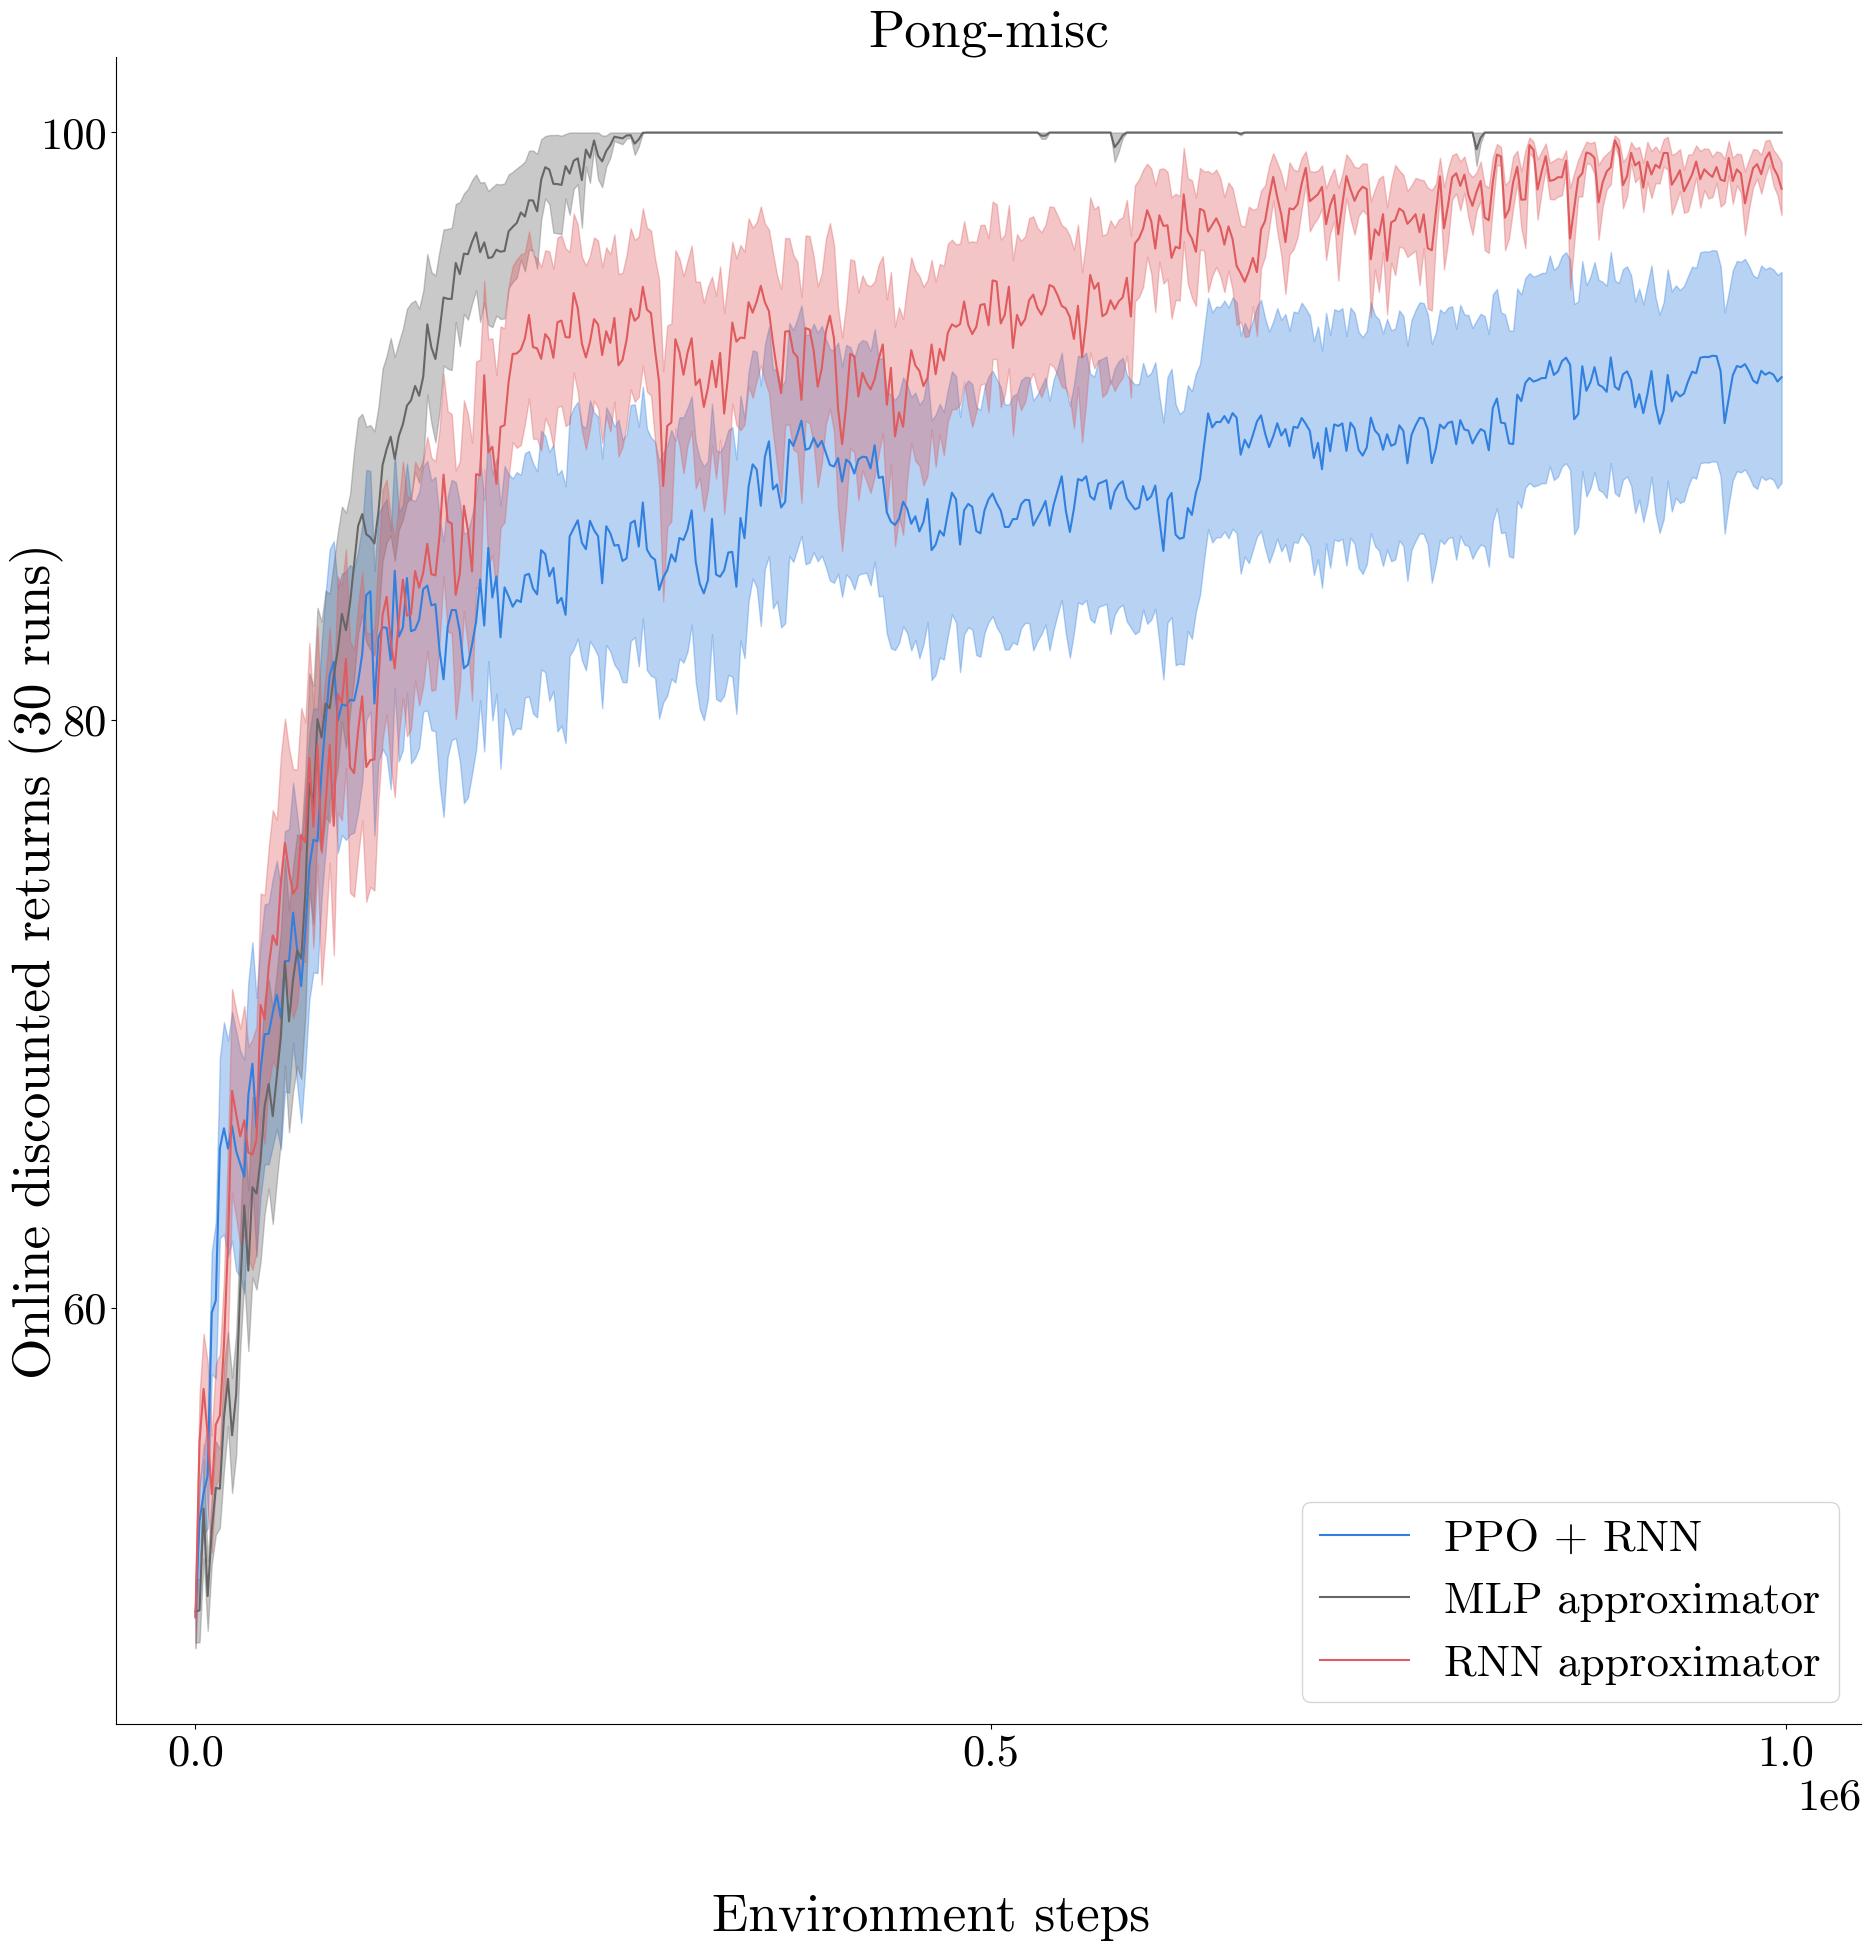 Pong-misc
Online discounted returns (30 runs)
100
80
60
PPO + RNN
MLP approximator
RNN approximator
0.0
0.5
1.0
1e6
Environment steps